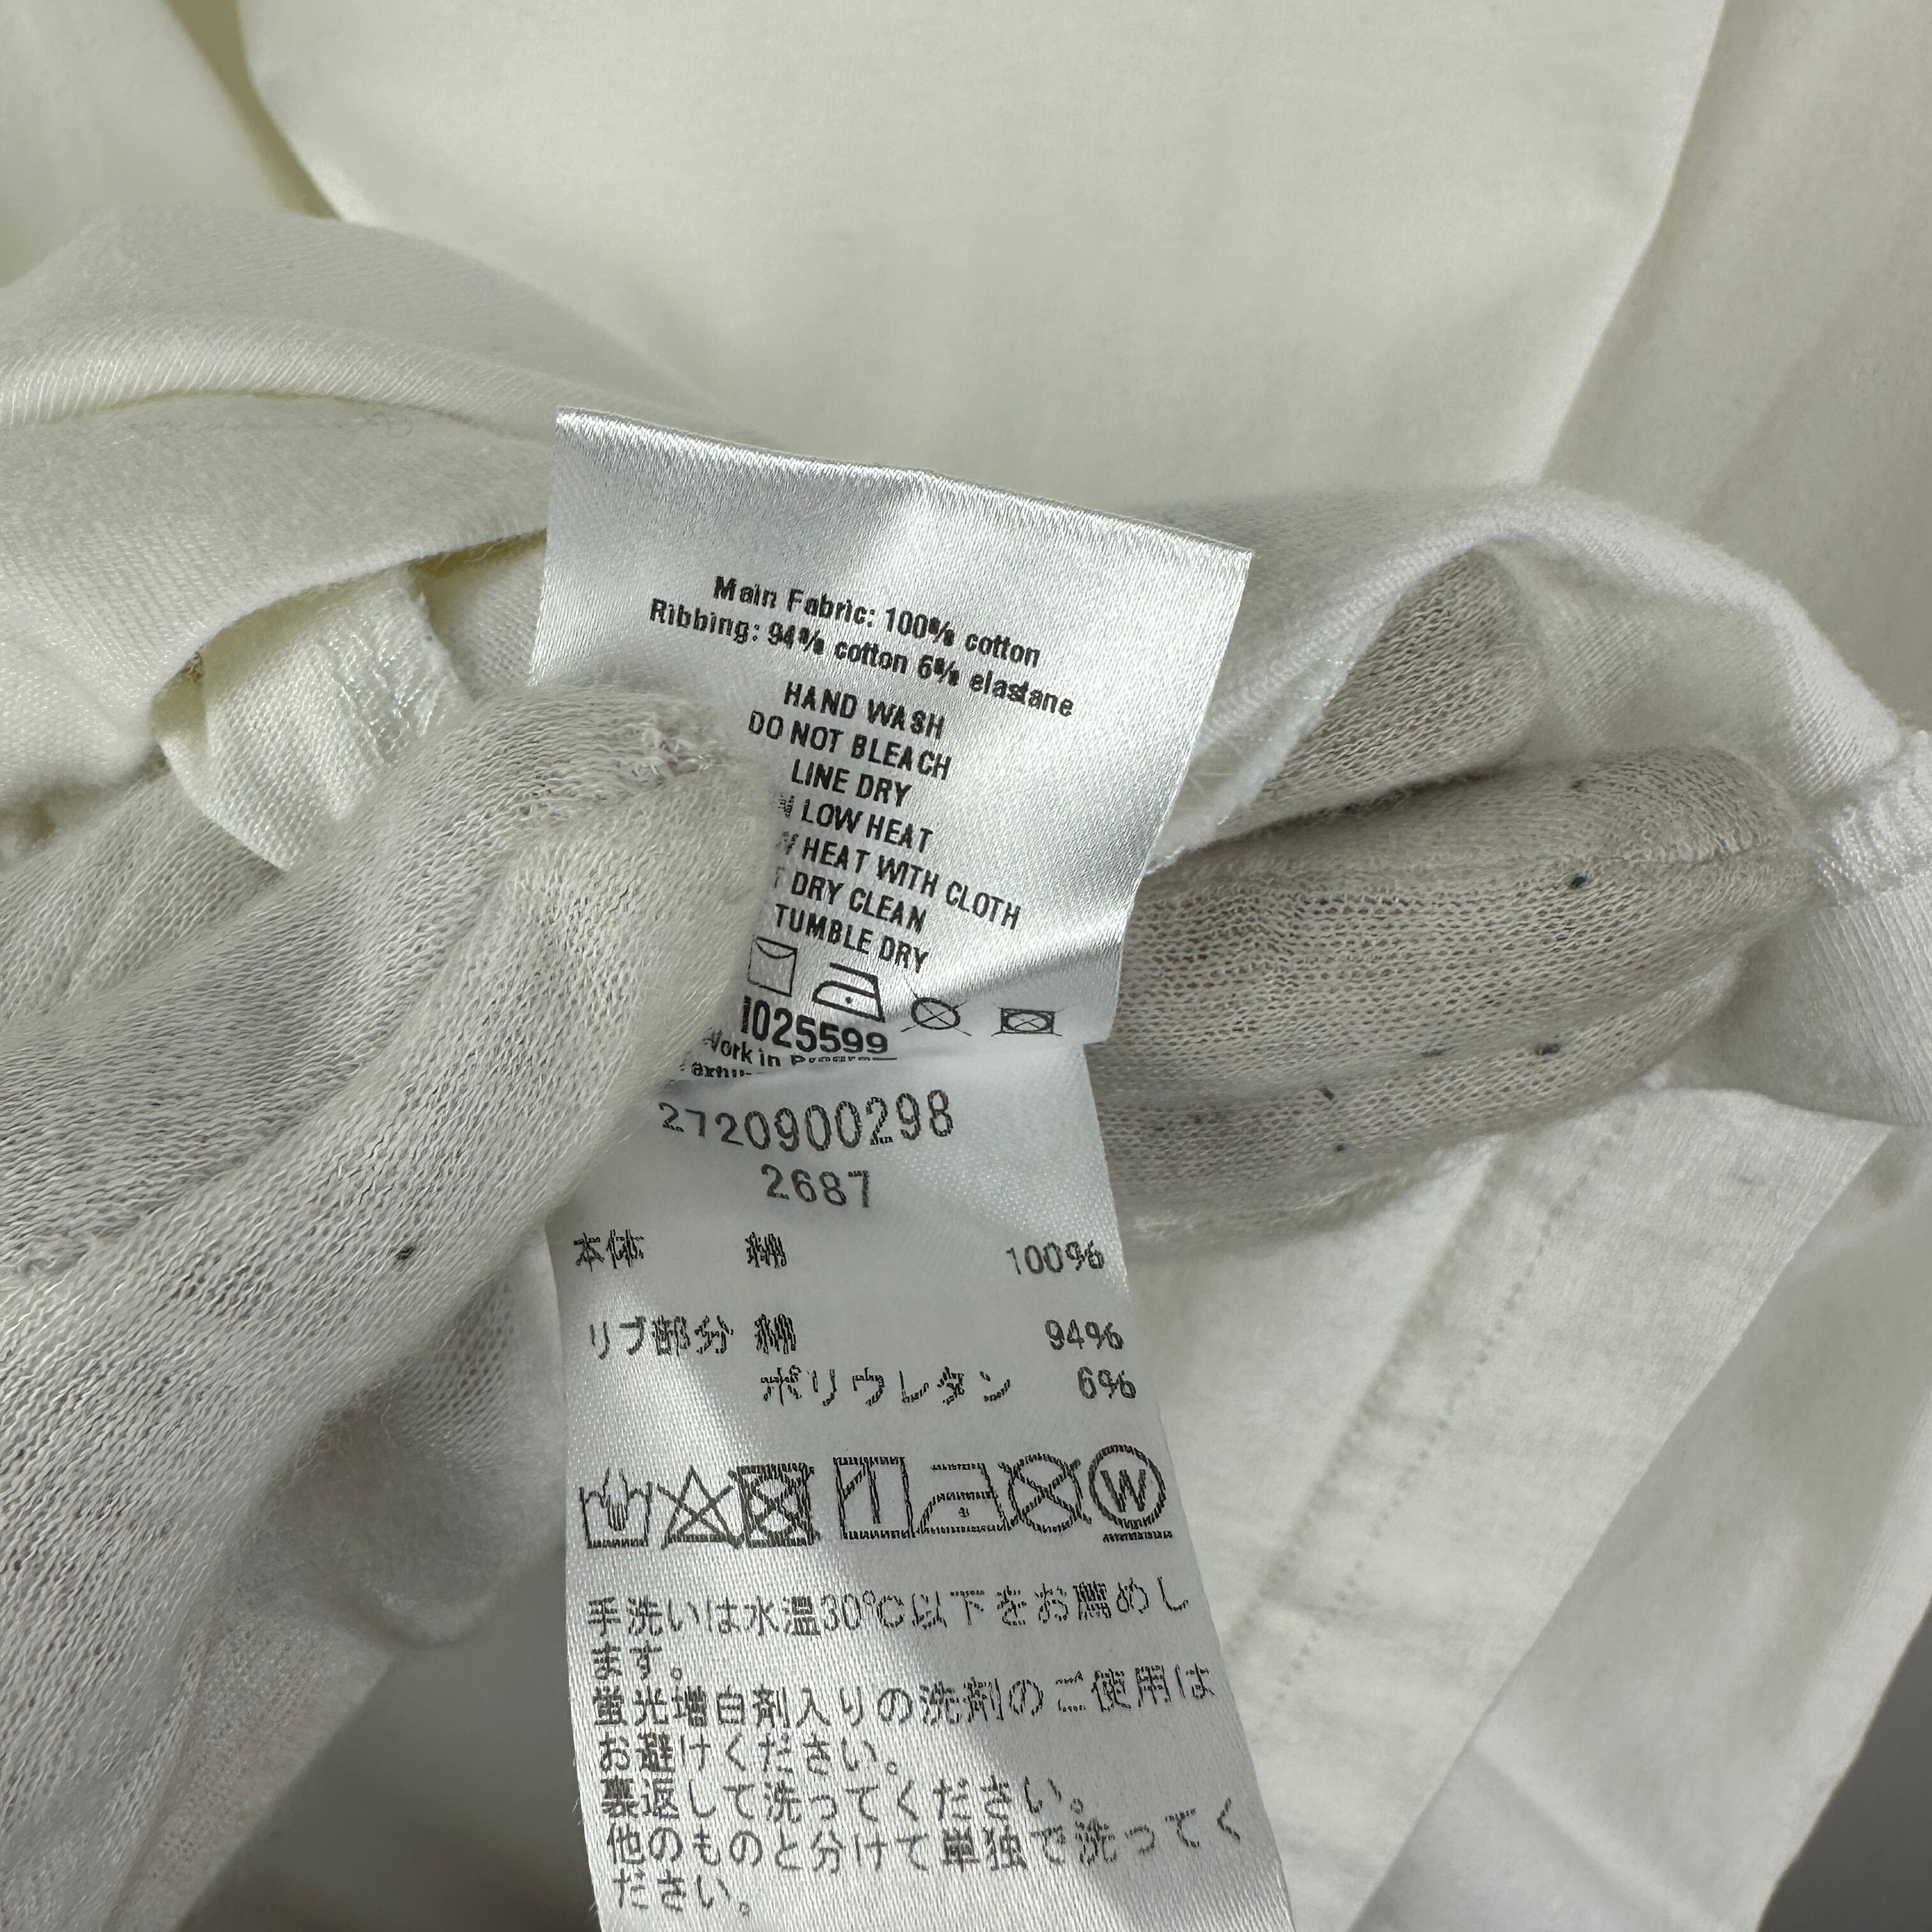 Main Fabric: 100% cotton
Ribbing: 94% cotton 6% elastane
HAND WASH
DO NOT BLEACH
LINE DRY
LOW HEAT
HEAT WITH CLOTH
DRY CLEAN
TUMBLE DRY
1025599
Work in
2720900298
2687
本体 綿 100%
リブ部分 綿 94%
ポリウレタン 6%
W
手洗いは水温30℃以下をお薦めし
ます。
蛍光増白剤入りの洗剤のご使用は
お避けください。
裏返して洗ってください。
他のものと分けて単独で洗ってく
ださい。